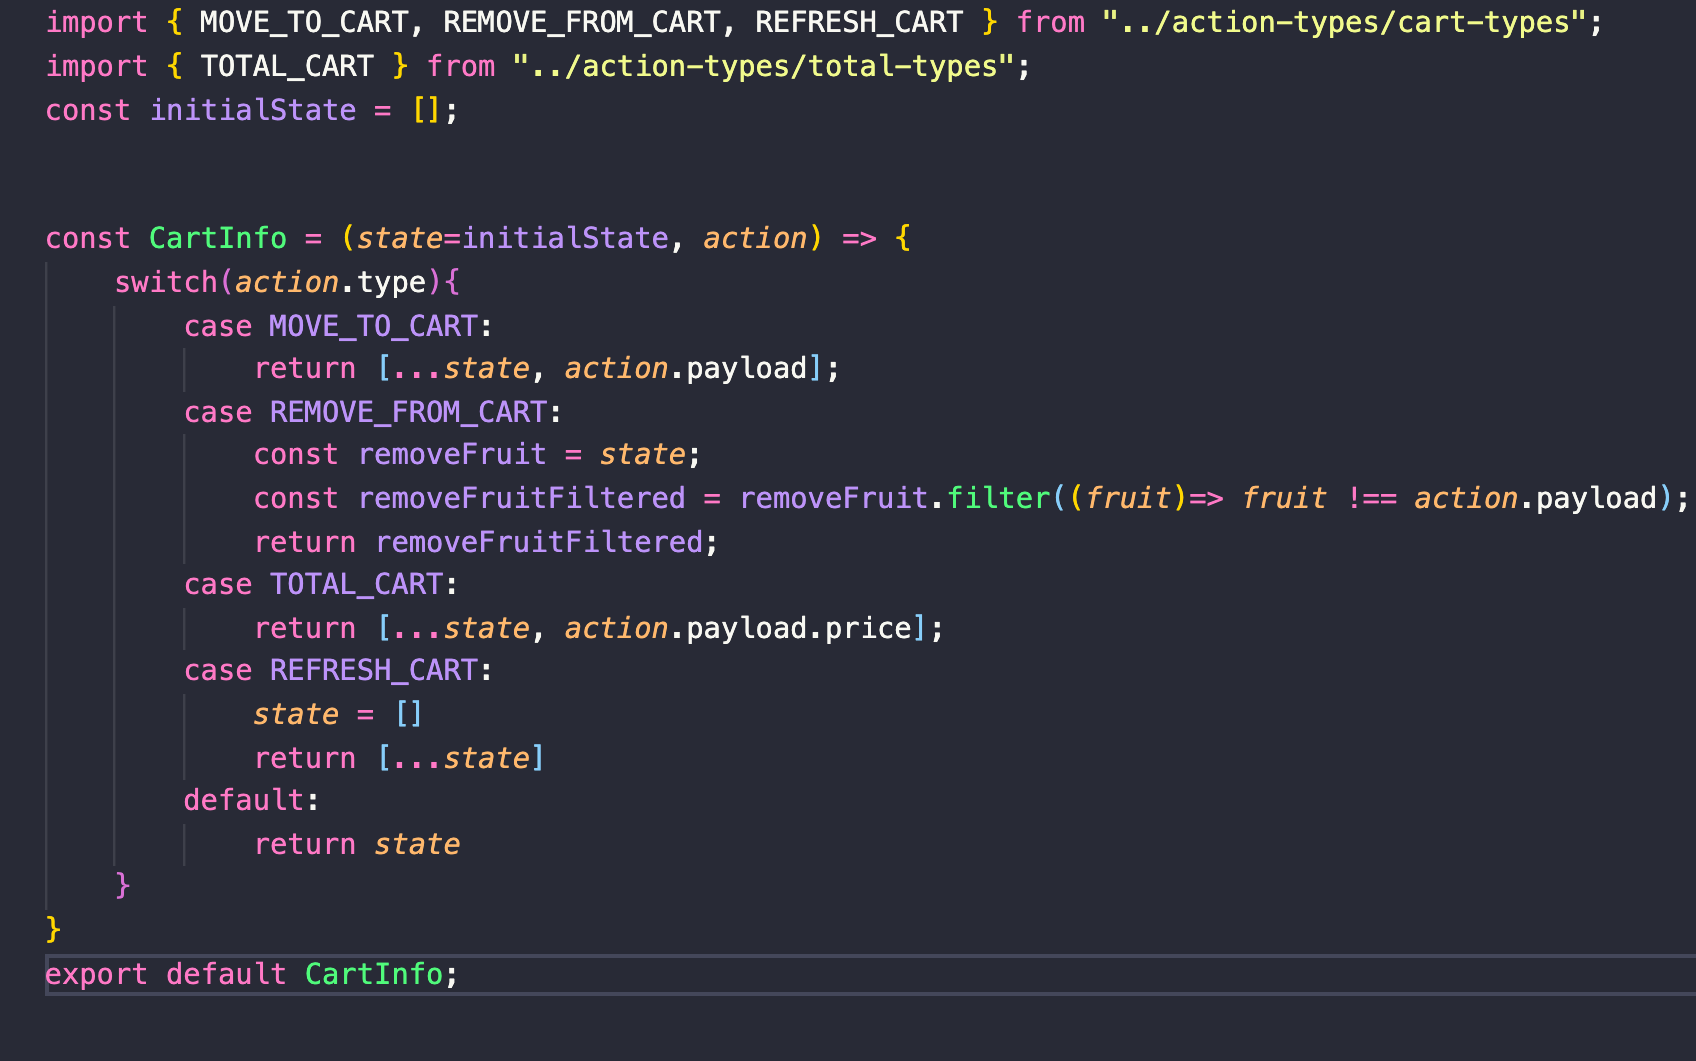 import { MOVE_TO_CART, REMOVE_FROM_CART, REFRESH_CART } from "../action-types/cart-types";
import { TOTAL_CART } from "../action-types/total-types";
const initialState = [];
const CartInfo = (state=initialState, action) => {
switch(action.type){
case MOVE_TO_CART:
return [...state, action.payload];
case REMOVE_FROM_CART:
const removeFruit = state;
const removeFruitFiltered = removeFruit.filter((fruit)=> fruit !== action.payload);
return removeFruitFiltered;
case TOTAL_CART:
return [...state, action.payload.price];
case REFRESH_CART:
state = []
return [...state]
default:
return state
}
}
export default CartInfo;